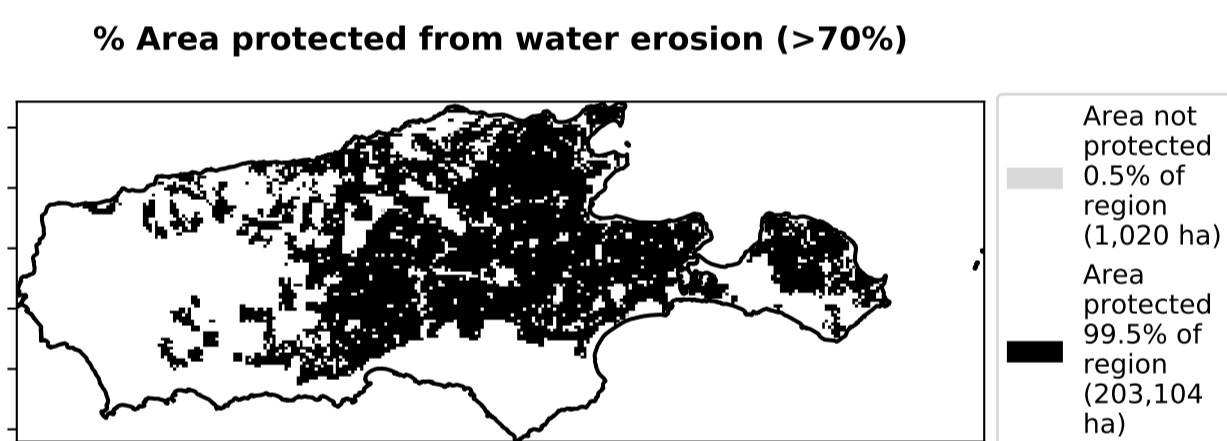 % Area protected from water erosion (>70%)
Area not
protected
0.5% of
region
(1,020 ha)
Area
protected
99.5% of
region
(203,104
ha)